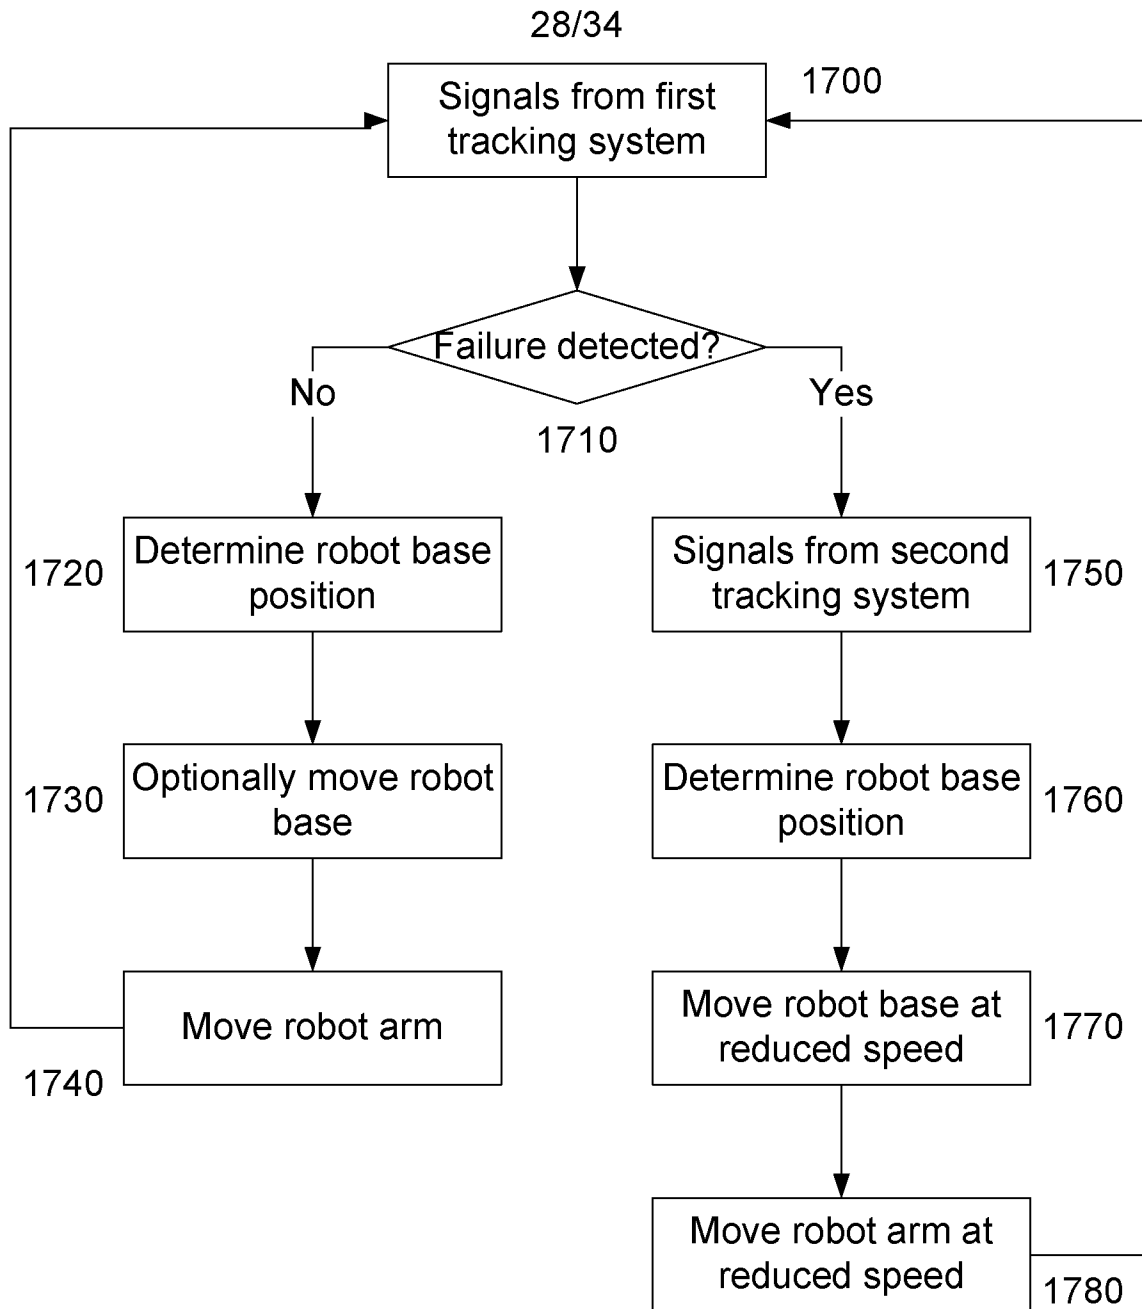 28/34
Signals from first
tracking system
1700
Failure detected?
No
Yes
1710
Determine robot base
position
1720
Signals from second
tracking system
1750
Optionally move robot
base
1730
Determine robot base
position
1760
Move robot arm
1740
Move robot base at
reduced speed
1770
Move robot arm at
reduced speed
1780